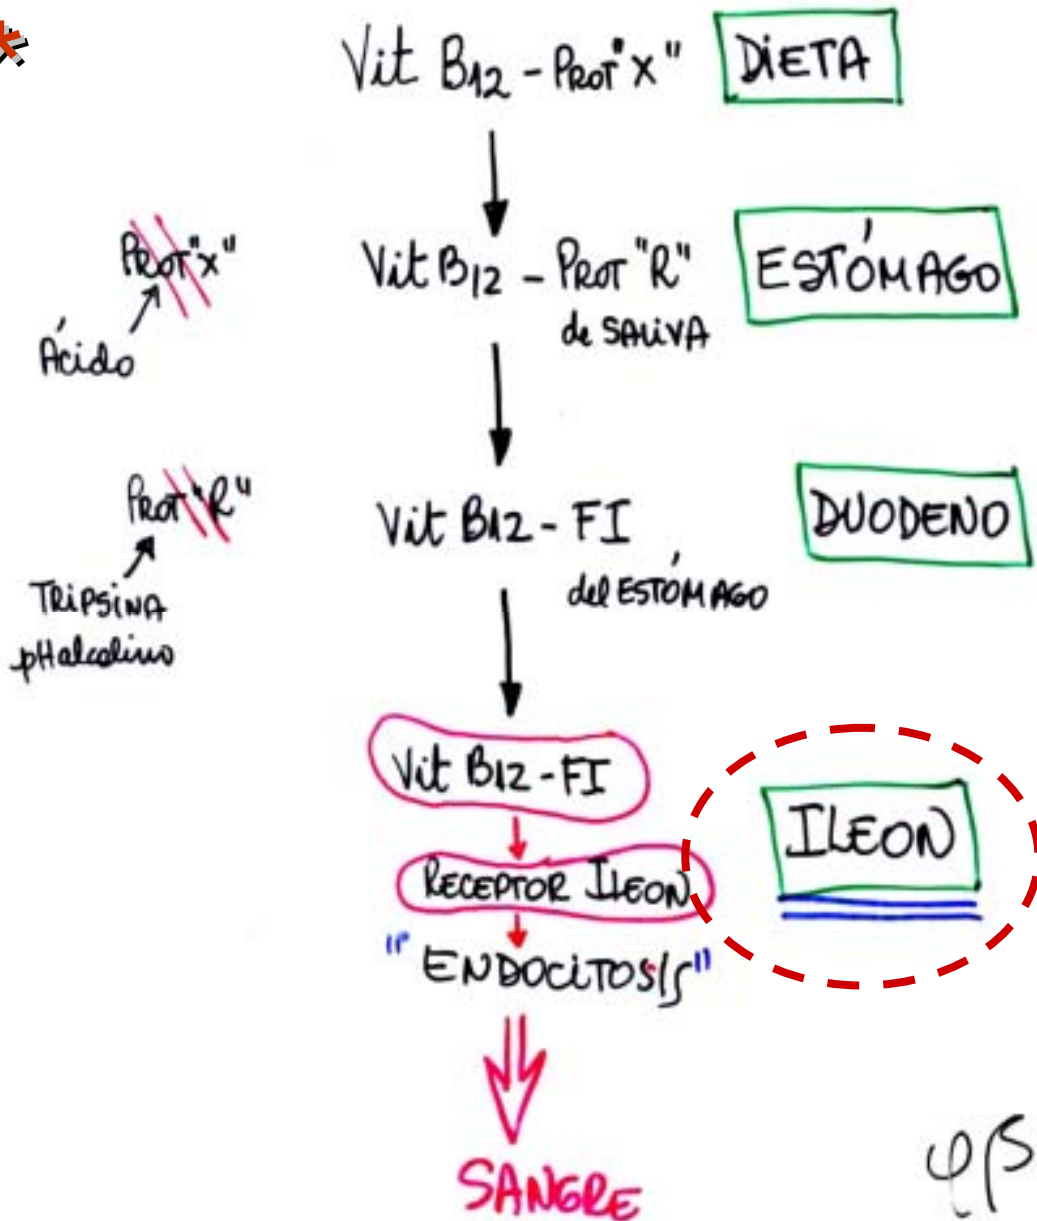 Vit B12 - PROT "X" DIETA
PROT "X" Vit B12 - PROT "R" ESTÓMAGO
de SALIVA
Ácido
PROT "R" Vit B12 - FI DUODENO
del ESTÓMAGO
TRIPSINA
pH alcalino
Vit B12 - FI
ILEON
RECEPTOR ILEON
"ENDOCITOSIS"
SANGRE
φβ